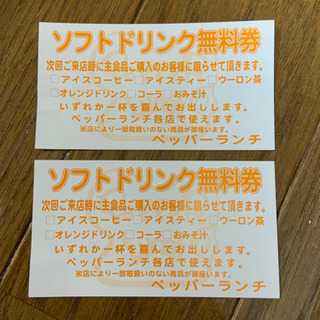 ソフトドリンク無料券
次回ご来店時に主食品ご購入のお客様に限らせて頂きます。
□アイスコーヒー□アイスティー□ウーロン茶
□オレンジドリンク□コーラ□おみそ汁
いずれか一杯を喜んでお出しします。
ペッパーランチ各店で使えます。
※店により一部取扱いのない商品が御座います。
ペッパーランチ
ソフトドリンク無料券
次回ご来店時に主食品ご購入のお客様に限らせて頂きます。
□アイスコーヒー□アイスティー□ウーロン茶
□オレンジドリンク□コーラ□おみそ汁
いずれか一杯を喜んでお出しします。
ペッパーランチ各店で使えます。
※店により一部取扱いのない商品が御座います。
ペッパーランチ